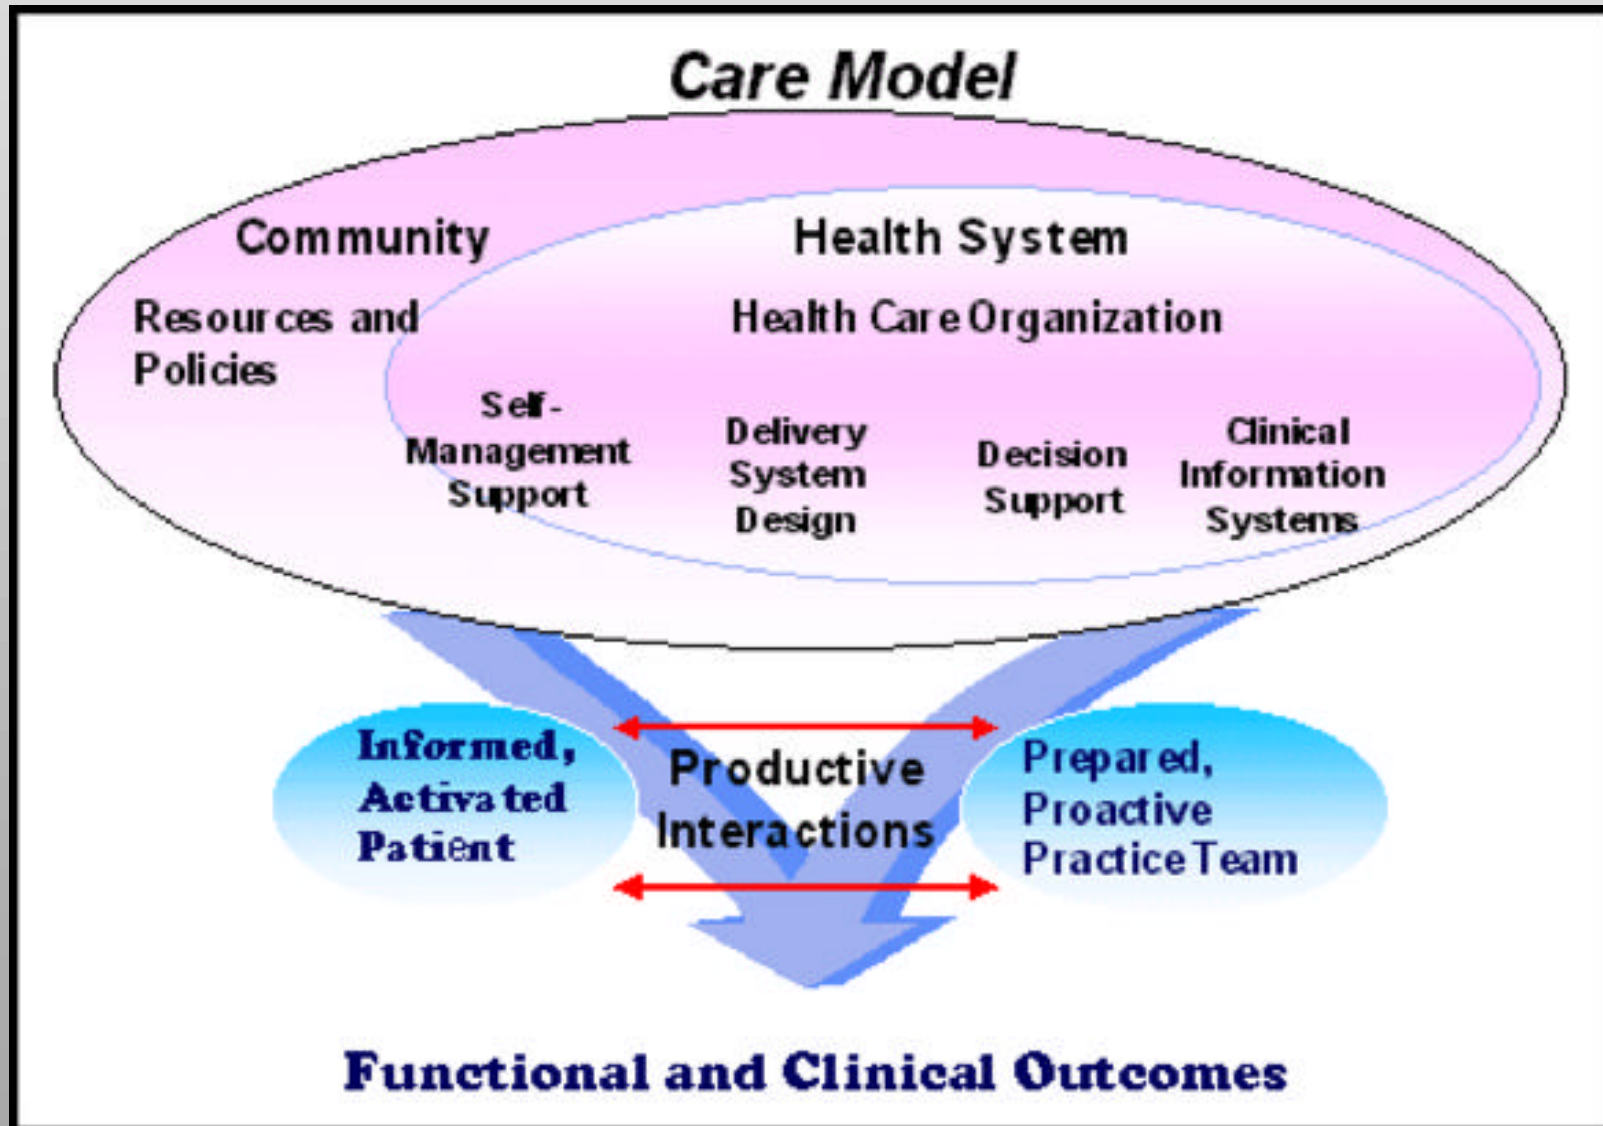 Care Model
Community
Resources and
Policies
Health System
Health Care Organization
Self-
Management
Support
Delivery
System
Design
Decision
Support
Clinical
Information
Systems
Informed,
Activated
Patient
Productive
Interactions
Prepared,
Proactive
Practice Team
Functional and Clinical Outcomes